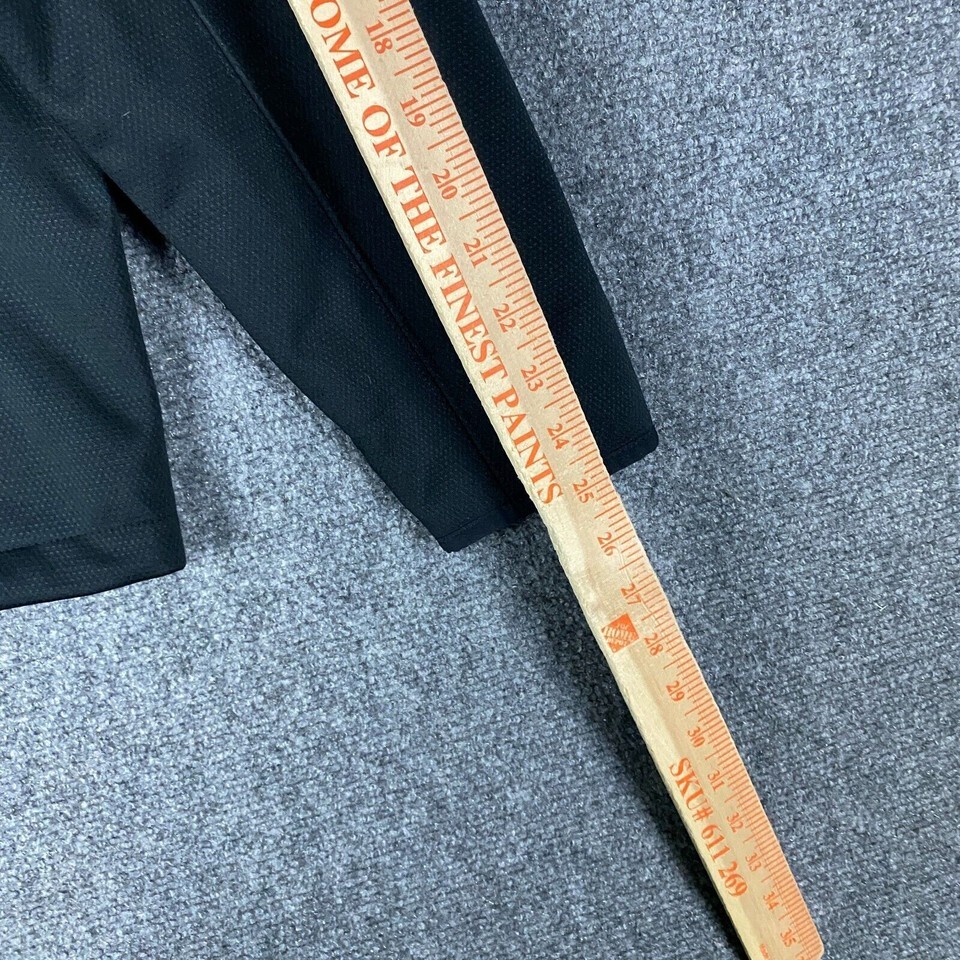 18 19 20 21 22 23 24 25 26 27 28 29 30 31 32 33 34 35
OME OF THE FINEST PAINTS
SKU# 611 269